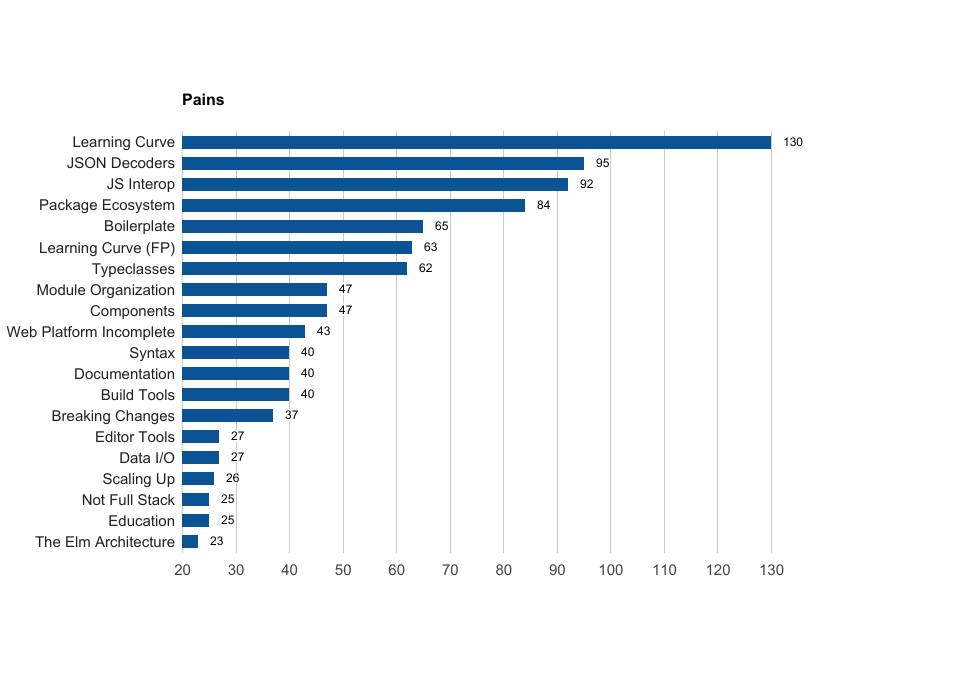 Pains
Learning Curve 130
JSON Decoders 95
JS Interop 92
Package Ecosystem 84
Boilerplate 65
Learning Curve (FP) 63
Typeclasses 62
Module Organization 47
Components 47
Web Platform Incomplete 43
Syntax 40
Documentation 40
Build Tools 40
Breaking Changes 37
Editor Tools 27
Data I/O 27
Scaling Up 26
Not Full Stack 25
Education 25
The Elm Architecture 23
20 30 40 50 60 70 80 90 100 110 120 130